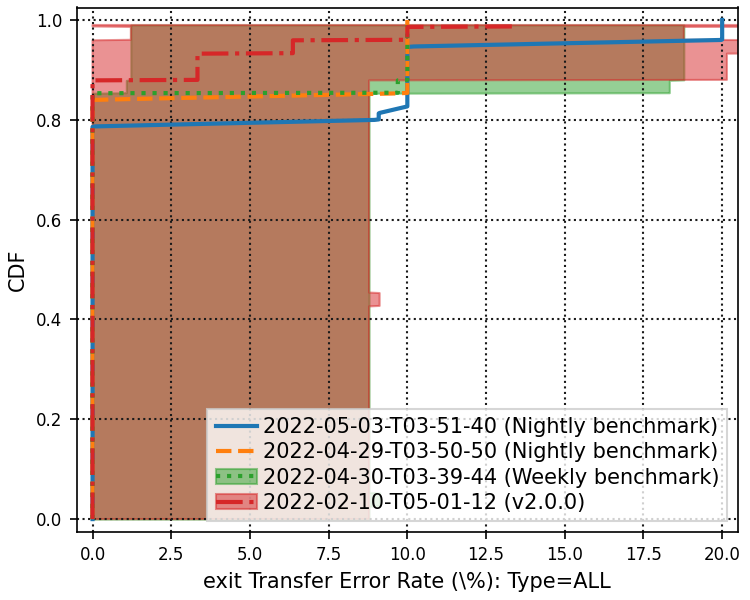 1.0
0.8
0.6
0.4
0.2
0.0
CDF
2022-05-03-T03-51-40 (Nightly benchmark)
2022-04-29-T03-50-50 (Nightly benchmark)
2022-04-30-T03-39-44 (Weekly benchmark)
2022-02-10-T05-01-12 (v2.0.0)
0.0 2.5 5.0 7.5 10.0 12.5 15.0 17.5 20.0
exit Transfer Error Rate (\%): Type=ALL